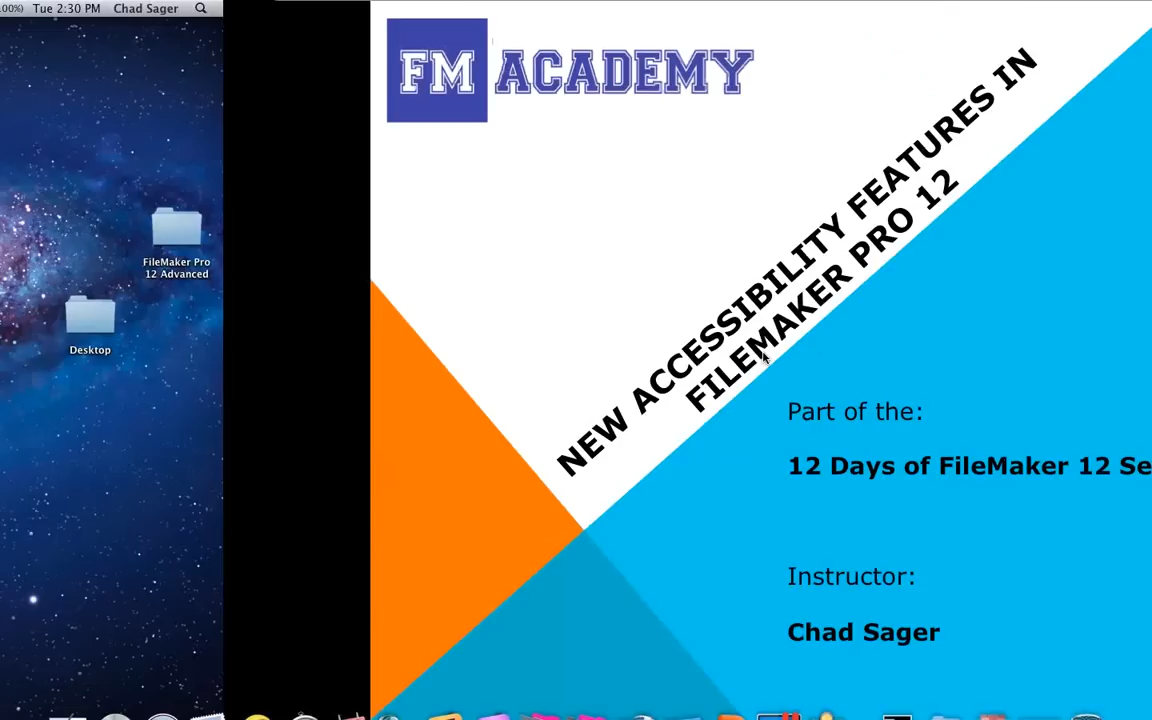 00%) Tue 2:30 PM Chad Sager
FileMaker Pro
12 Advanced
Desktop
FM ACADEMY
NEW ACCESSIBILITY FEATURES IN
FILEMAKER PRO 12
Part of the:
12 Days of FileMaker 12 Se
Instructor:
Chad Sager